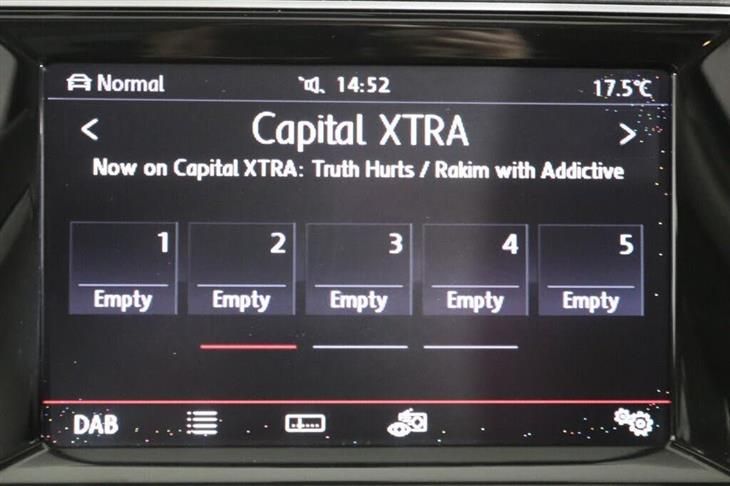 Normal 14:52 17.5°C
< Capital XTRA >
Now on Capital XTRA: Truth Hurts / Rakim with Addictive
1 2 3 4 5
Empty Empty Empty Empty Empty
DAB